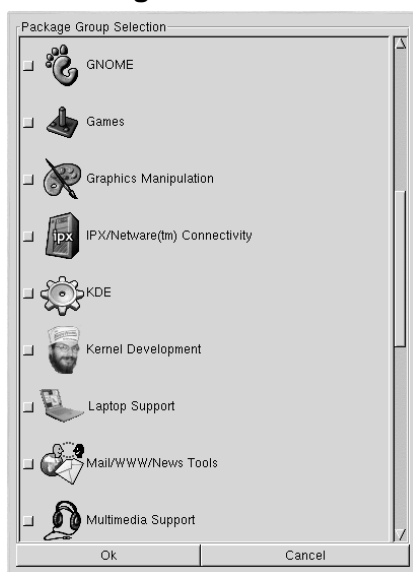 Package Group Selection
GNOME
Games
Graphics Manipulation
ipx
IPX/Netware(tm) Connectivity
KDE
Kernel Development
Laptop Support
Mail/WWW/News Tools
Multimedia Support
Ok
Cancel